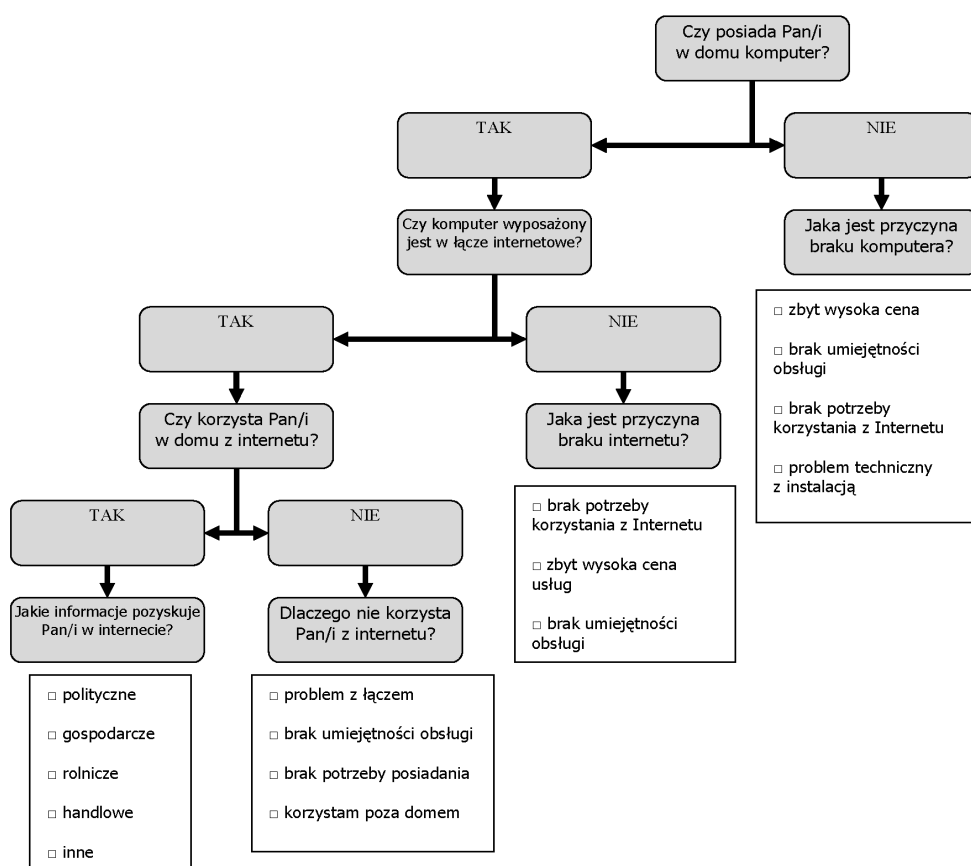 Czy posiada Pan/i
w domu komputer?
TAK
NIE
Czy komputer wyposażony
jest w łącze internetowe?
Jaka jest przyczyna
braku komputera?
□ zbyt wysoka cena
□ brak umiejętności
obsługi
□ brak potrzeby
korzystania z Internetu
□ problem techniczny
z instalacją
TAK
NIE
Czy korzysta Pan/i
w domu z internetu?
Jaka jest przyczyna
braku internetu?
□ brak potrzeby
korzystania z Internetu
□ zbyt wysoka cena
usług
□ brak umiejętności
obsługi
TAK
NIE
Jakie informacje pozyskuje
Pan/i w internecie?
Dlaczego nie korzysta
Pan/i z internetu?
□ polityczne
□ gospodarcze
□ rolnicze
□ handlowe
□ inne
□ problem z łączem
□ brak umiejętności obsługi
□ brak potrzeby posiadania
□ korzystam poza domem